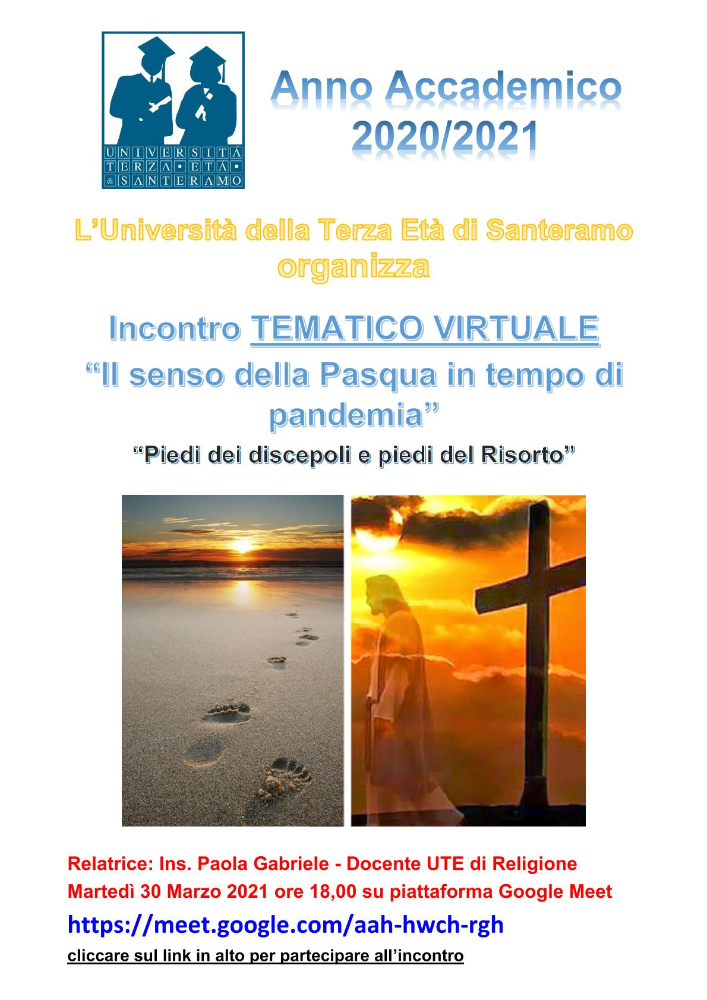 UNIVERSITÁ
TERZA ETÁ
di SANTERAMO
Anno Accademico
2020/2021
L’Università della Terza Età di Santeramo
organizza
Incontro TEMATICO VIRTUALE
“Il senso della Pasqua in tempo di
pandemia”
“Piedi dei discepoli e piedi del Risorto”
Relatrice: Ins. Paola Gabriele - Docente UTE di Religione
Martedì 30 Marzo 2021 ore 18,00 su piattaforma Google Meet
https://meet.google.com/aah-hwch-rgh
cliccare sul link in alto per partecipare all’incontro